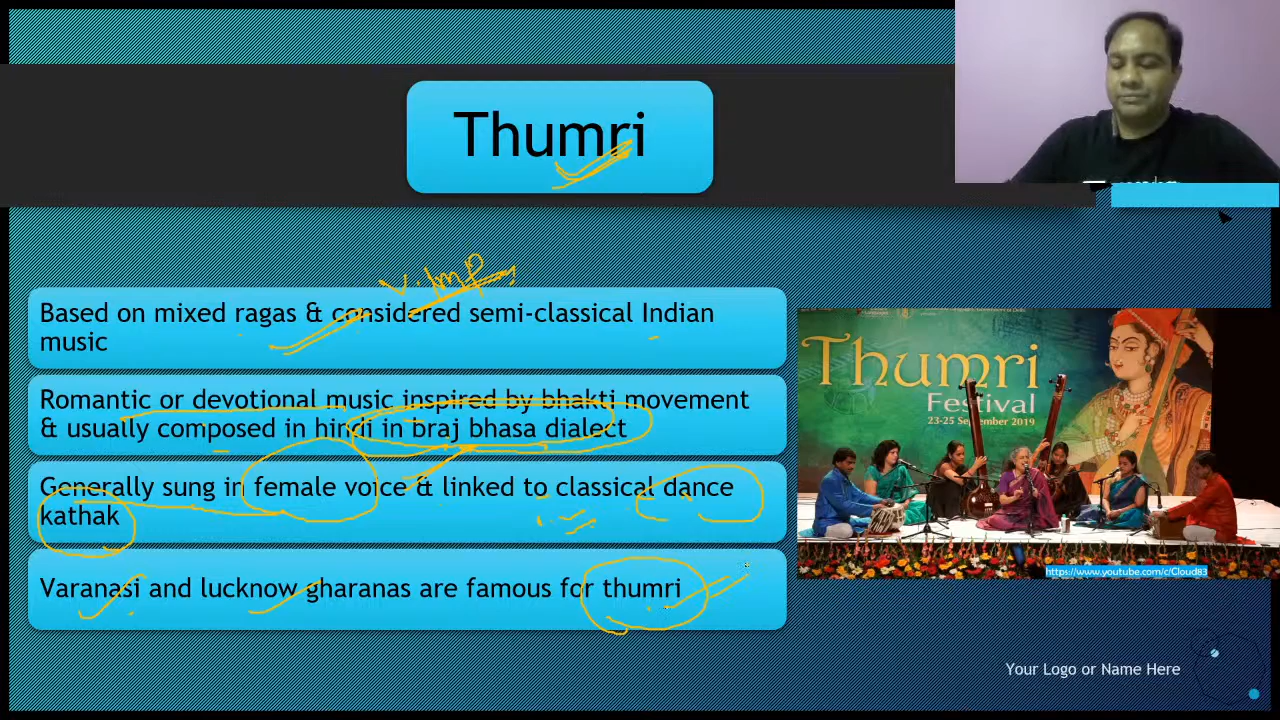 Thumri
V. Imp
Based on mixed ragas & considered semi-classical Indian
music
Romantic or devotional music inspired by bhakti movement
& usually composed in hindi in braj bhasa dialect
Generally sung in female voice & linked to classical dance
kathak
Varanasi and lucknow gharanas are famous for thumri
Thumri
Festival
23-25 September 2019
https://www.youtube.com/c/Cloud83
Your Logo or Name Here